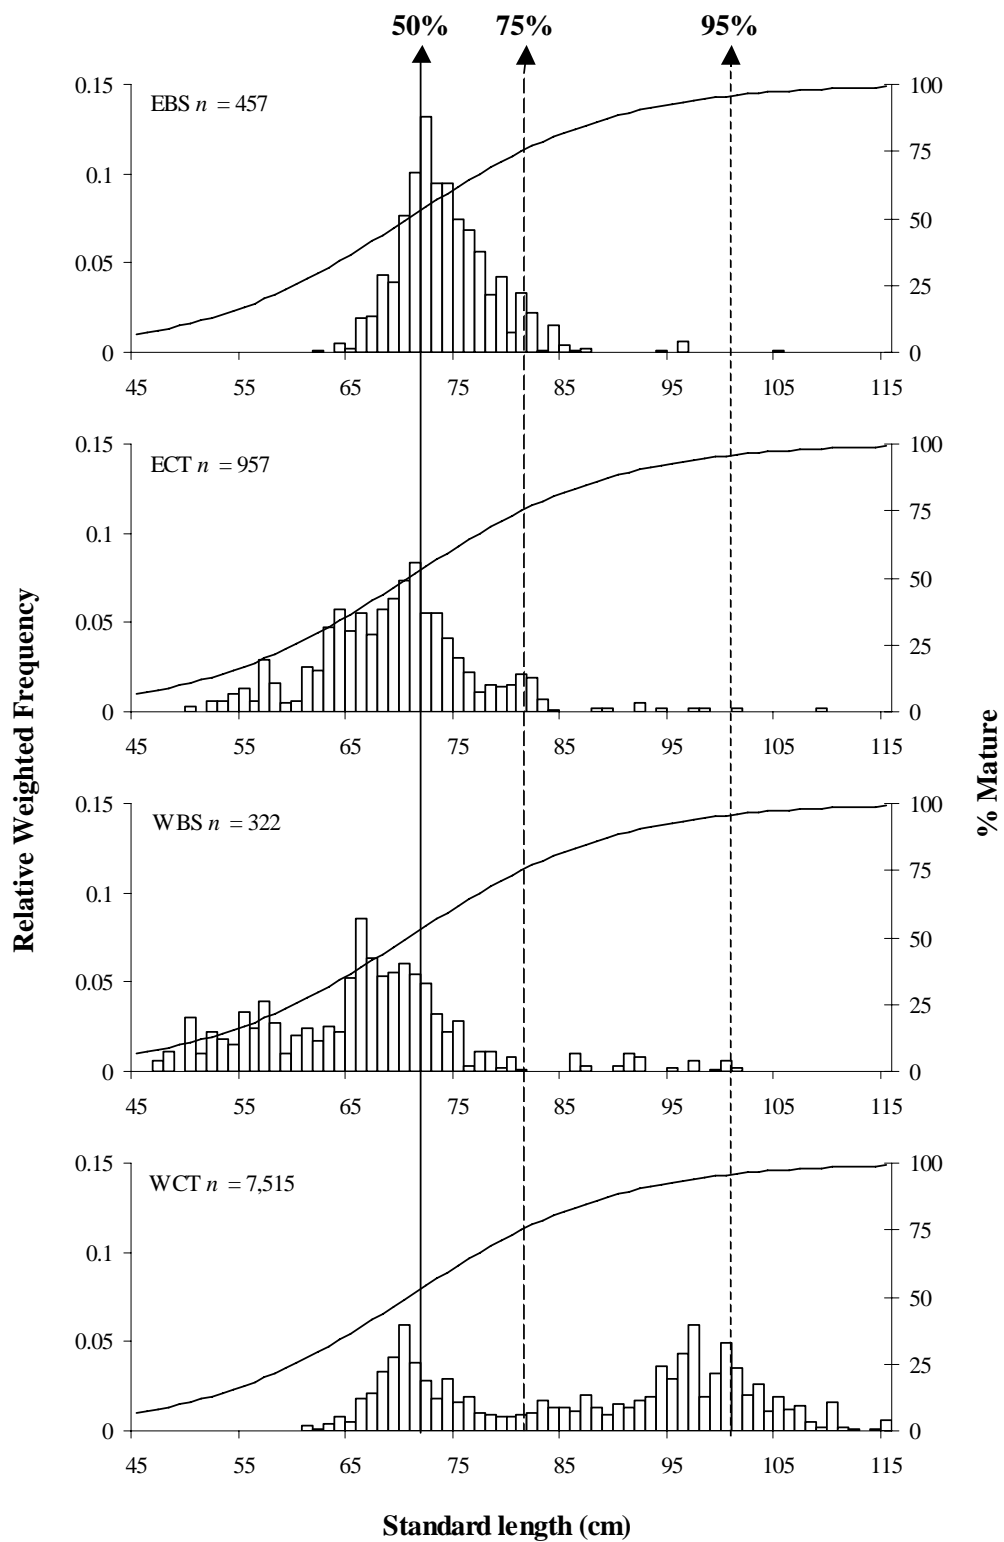 50% 75% 95%
EBS n = 457
0.15 100
75
0.1
50
0.05
25
0 0
45 55 65 75 85 95 105 115
ECT n = 957
0.15 100
75
0.1
50
0.05
25
0 0
45 55 65 75 85 95 105 115
WBS n = 322
0.15 100
75
0.1
50
0.05
25
0 0
45 55 65 75 85 95 105 115
WCT n = 7,515
0.15 100
75
0.1
50
0.05
25
0 0
45 55 65 75 85 95 105 115
Relative Weighted Frequency
% Mature
Standard length (cm)